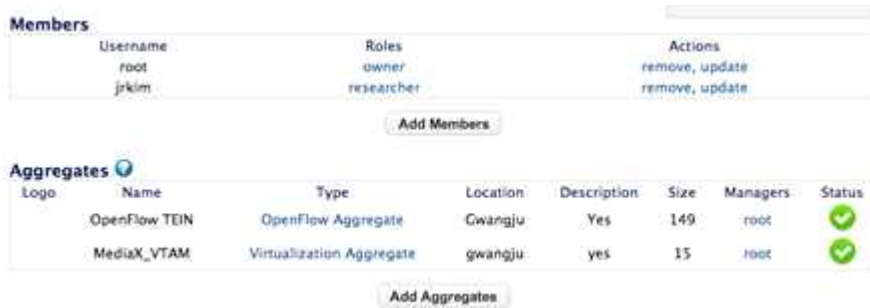 Members
Username Roles Actions
root owner remove, update
jrkim researcher remove, update
Add Members
Aggregates
Logo Name Type Location Description Size Managers Status
OpenFlow TEIN OpenFlow Aggregate Gwangju Yes 149 root
MediaX_VTAM Virtualization Aggregate gwangju yes 15 root
Add Aggregates